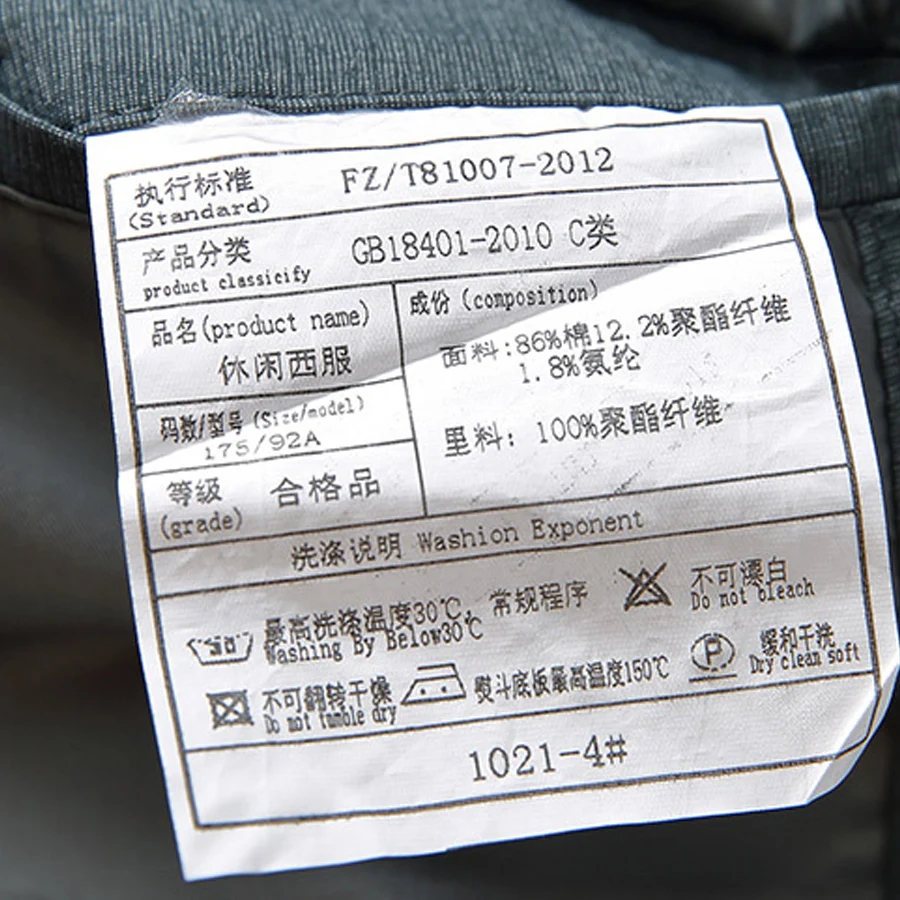 执行标准 FZ/T81007-2012
(Standard)
产品分类 GB18401-2010 C类
product classicify
品名(product name)
休闲西服
成份 (composition)
面料:86%棉12.2%聚酯纤维
1.8%氨纶
里料: 100%聚酯纤维
码数/型号 (Size/model)
175/92A
等级 合格品
(grade)
洗涤说明 Washion Exponent
30
最高洗涤温度30℃, 常规程序
Washing By Below30℃
不可漂白
Do not bleach
不可翻转干燥
Do not tumble dry
熨斗底板最高温度150℃
P
缓和干洗
Dry clean soft
1021-4#